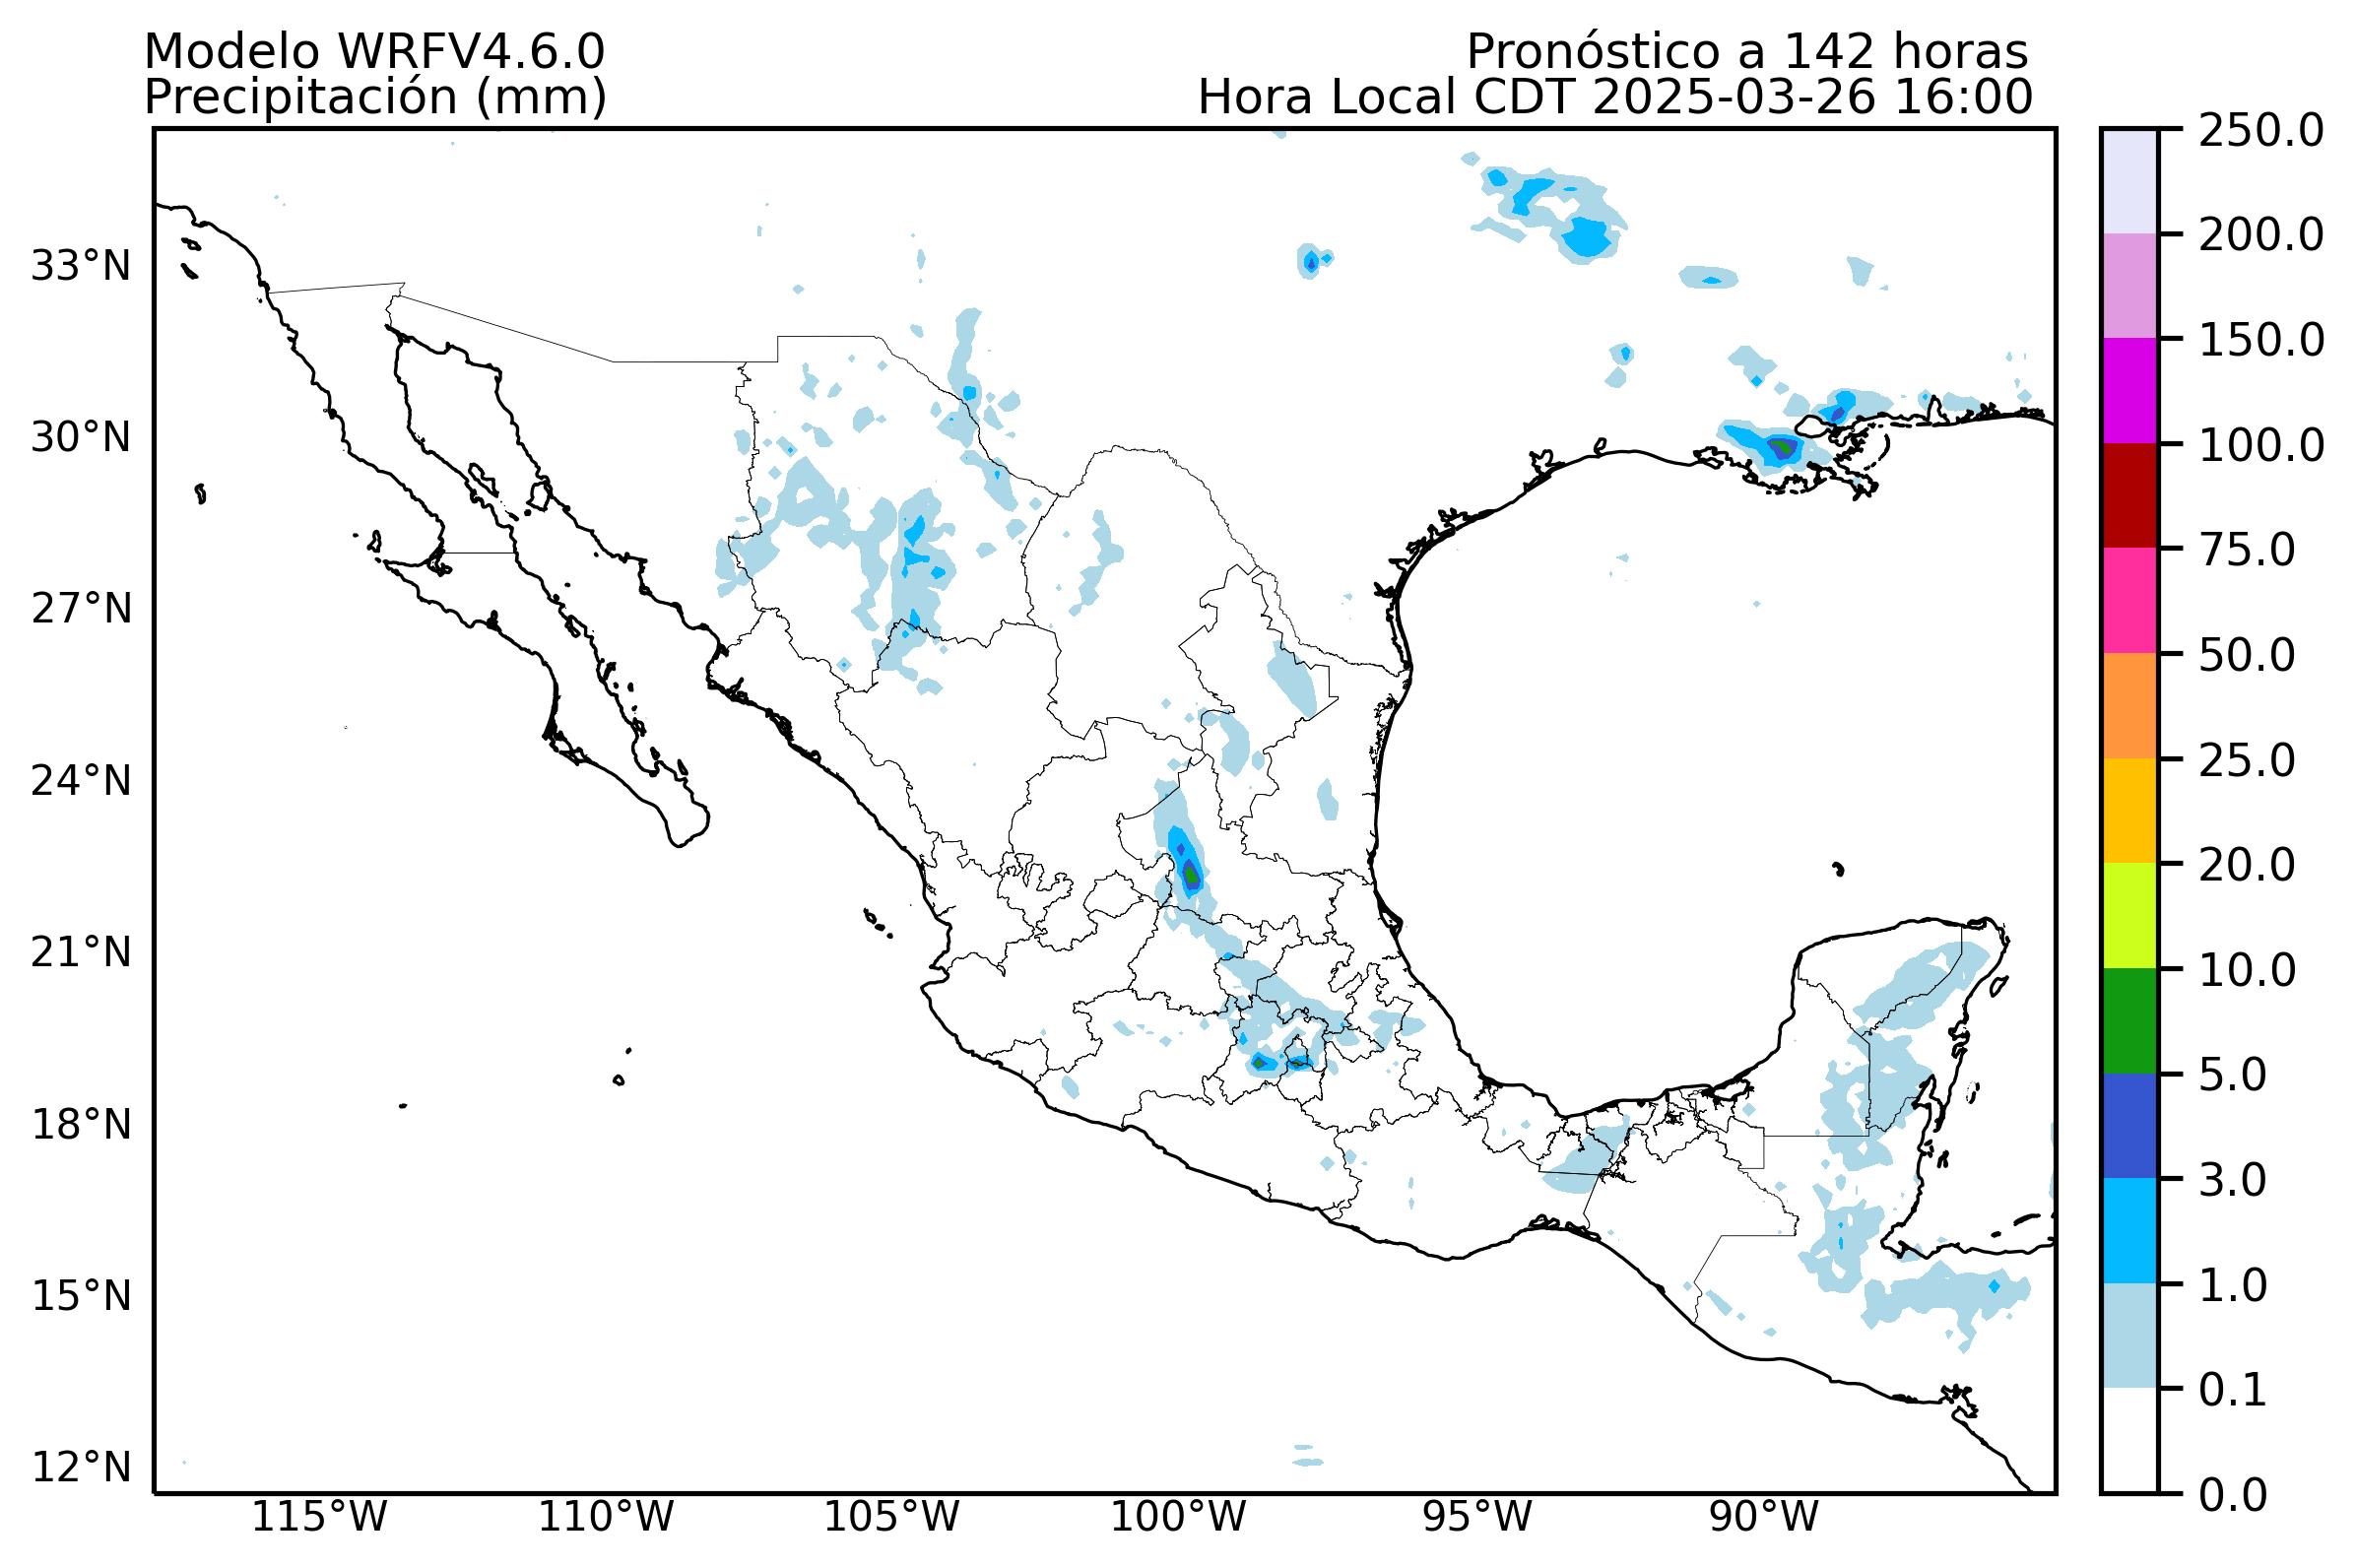 Modelo WRFV4.6.0
Precipitación (mm)
Pronóstico a 142 horas
Hora Local CDT 2025-03-26 16:00
33°N
30°N
27°N
24°N
21°N
18°N
15°N
12°N
115°W
110°W
105°W
100°W
95°W
90°W
250.0
200.0
150.0
100.0
75.0
50.0
25.0
20.0
10.0
5.0
3.0
1.0
0.1
0.0